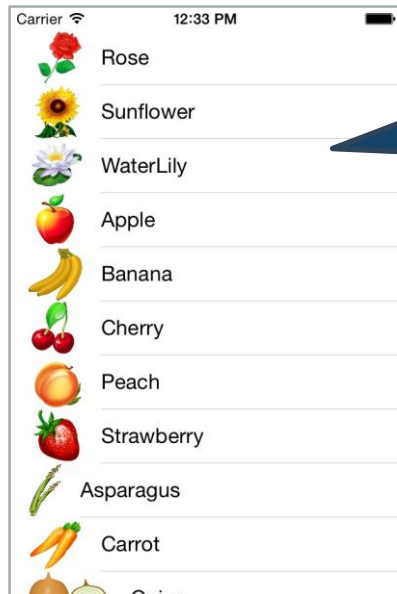 Carrier 12:33 PM
Rose
Sunflower
WaterLily
Apple
Banana
Cherry
Peach
Strawberry
Asparagus
Carrot